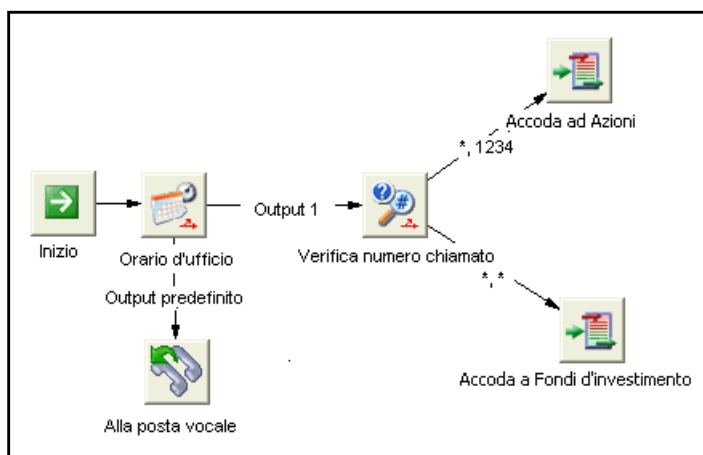 Accoda ad Azioni
*, 1234
Output 1
Inizio
Orario d'ufficio
Verifica numero chiamato
*, *
Output predefinito
Accoda a Fondi d'investimento
Alla posta vocale